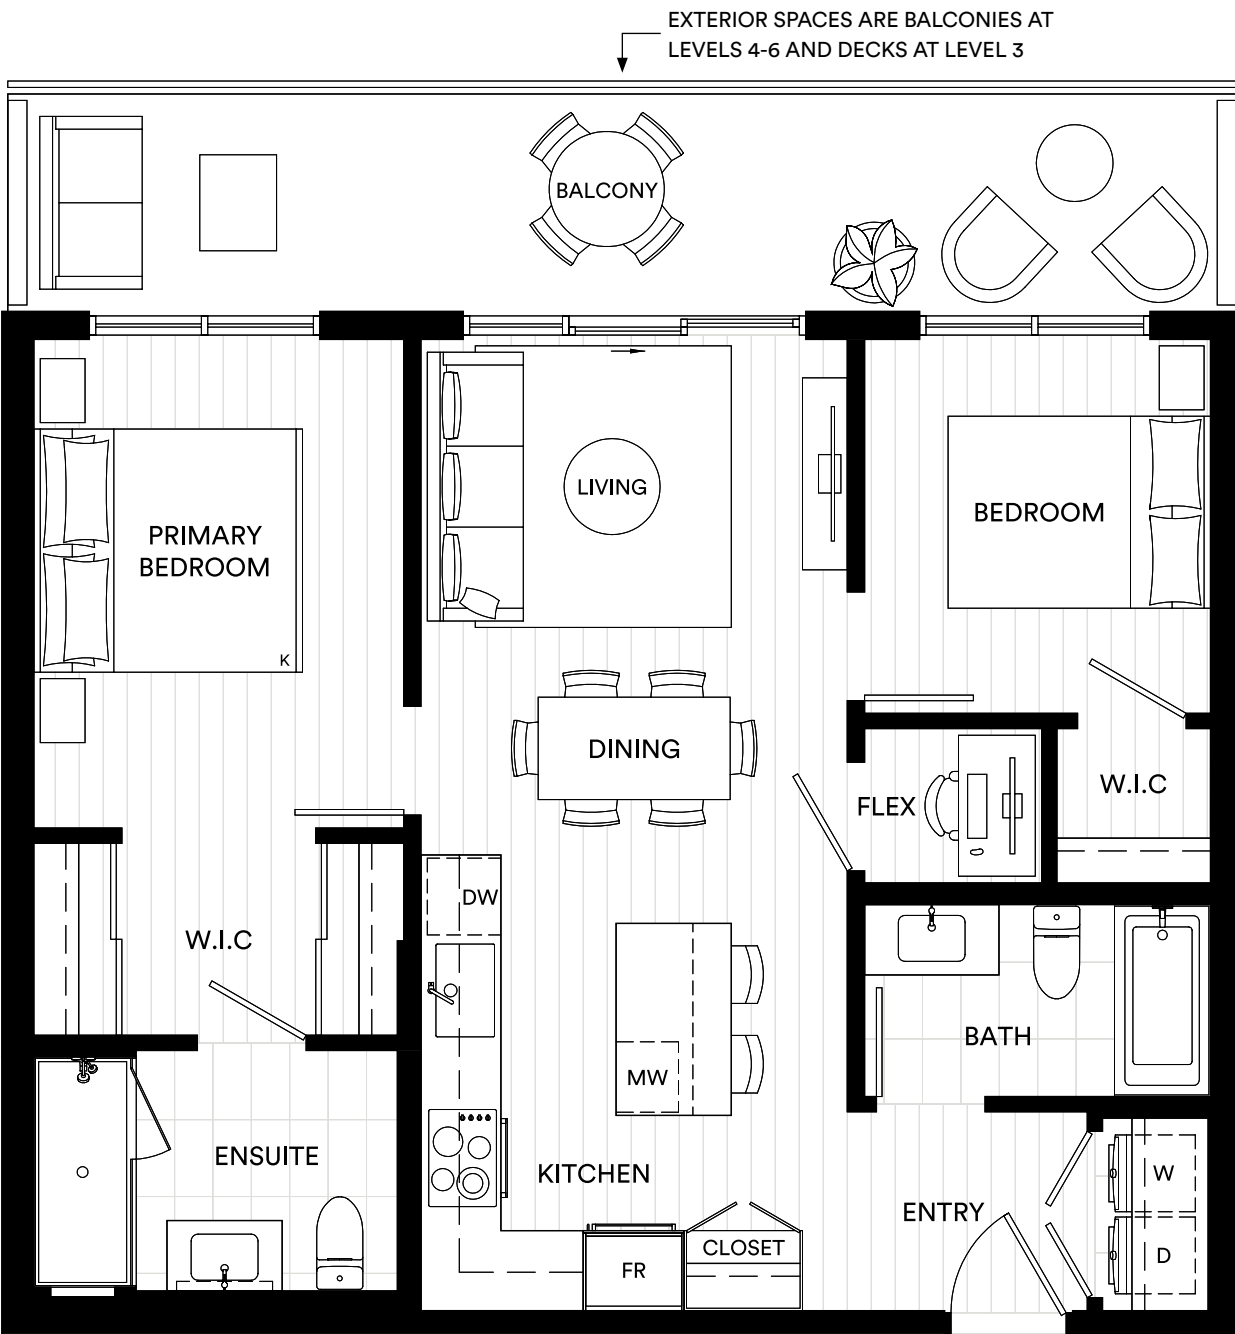 EXTERIOR SPACES ARE BALCONIES AT
LEVELS 4-6 AND DECKS AT LEVEL 3
BALCONY
LIVING
PRIMARY
BEDROOM
K
BEDROOM
DINING
FLEX
W.I.C
DW
W.I.C
BATH
MW
ENSUITE
KITCHEN
W
ENTRY
CLOSET
D
FR